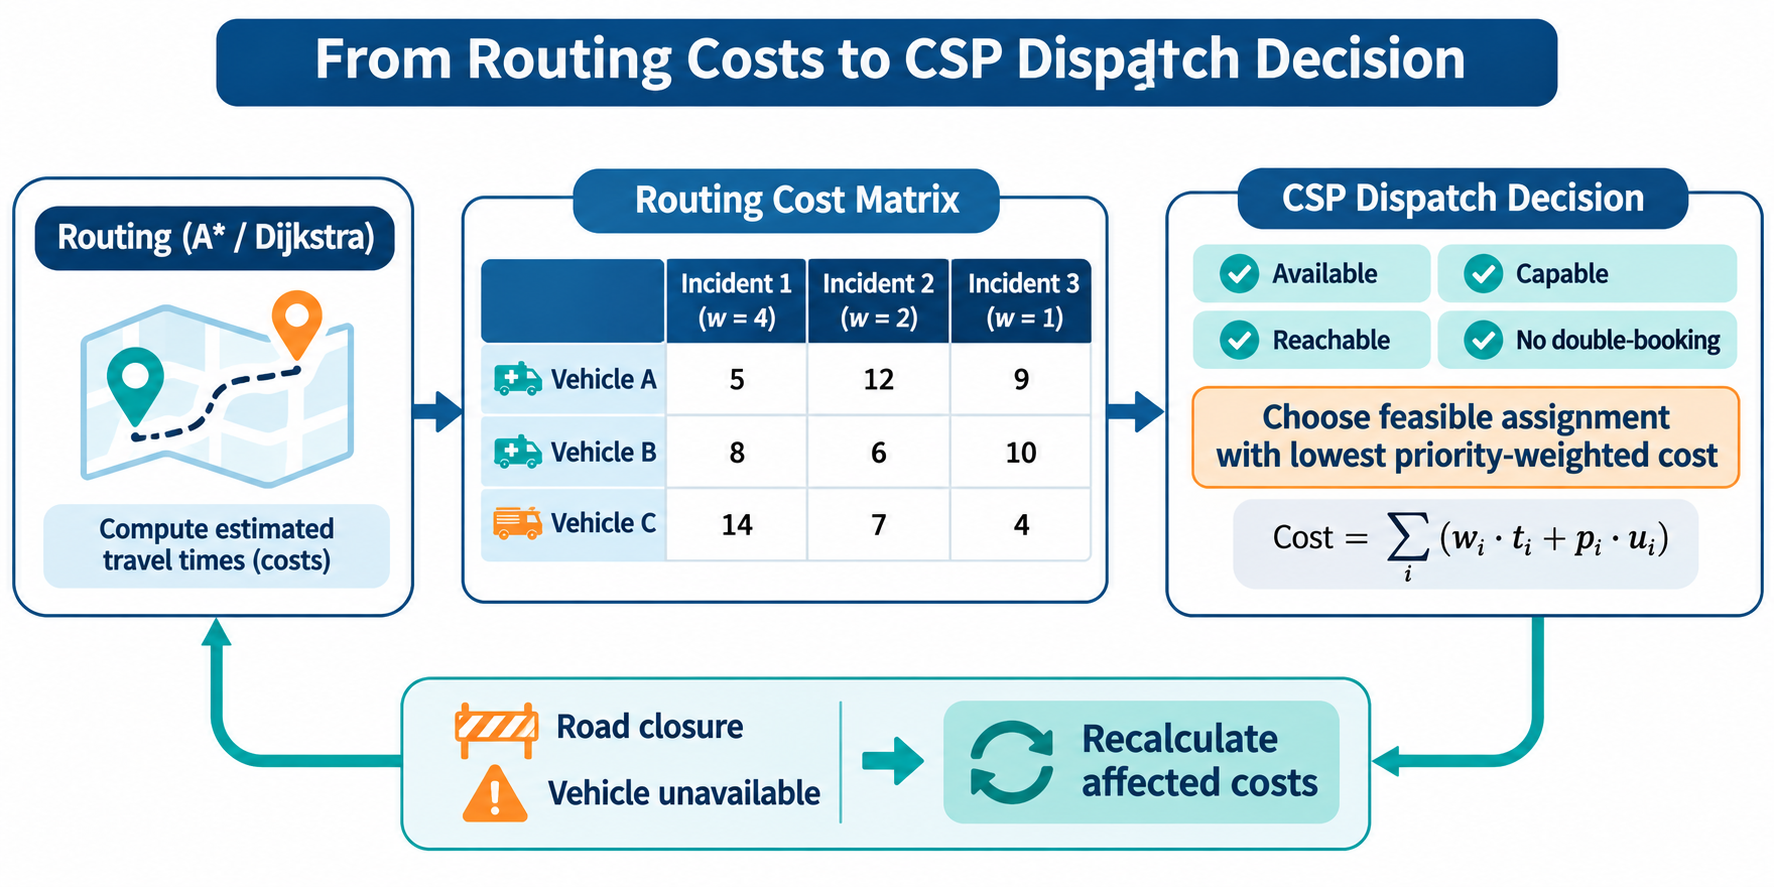 From Routing Costs to CSP Dispatch Decision
Routing (A* / Dijkstra)
Compute estimated
travel times (costs)
Routing Cost Matrix
Incident 1 Incident 2 Incident 3
(w = 4) (w = 2) (w = 1)
Vehicle A 5 12 9
Vehicle B 8 6 10
Vehicle C 14 7 4
CSP Dispatch Decision
Available Capable
Reachable No double-booking
Choose feasible assignment
with lowest priority-weighted cost
Cost = ∑ᵢ (wᵢ · tᵢ + pᵢ · uᵢ)
Road closure
Vehicle unavailable
Recalculate
affected costs